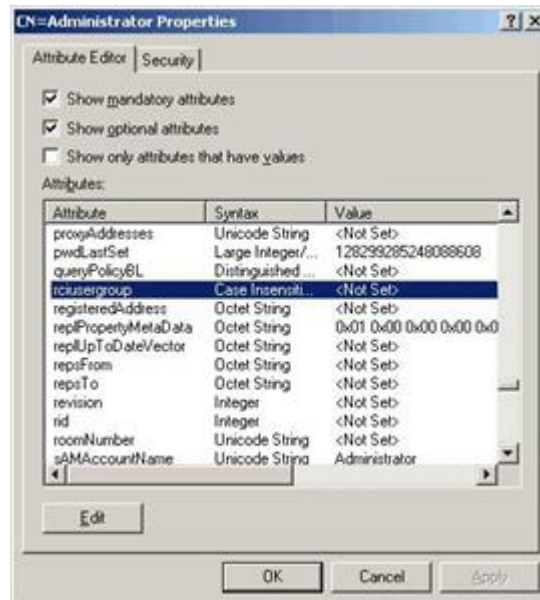 CN=Administrator Properties
Attribute Editor Security
Show mandatory attributes
Show optional attributes
Show only attributes that have values
Attributes:
Attribute Syntax Value
proxyAddresses Unicode String <Not Set>
pwdLastSet Large Integer/... 128299285248088608
queryPolicyBL Distinguished ... <Not Set>
rciusergroup Case Insensiti... <Not Set>
registeredAddress Octet String <Not Set>
replPropertyMetaData Octet String 0x01 0x00 0x00 0x00 0x0
replUpToDateVector Octet String <Not Set>
repsFrom Octet String <Not Set>
repsTo Octet String <Not Set>
revision Integer <Not Set>
rid Integer <Not Set>
roomNumber Unicode String <Not Set>
sAMAccountName Unicode String Administrator
Edit
OK Cancel Apply